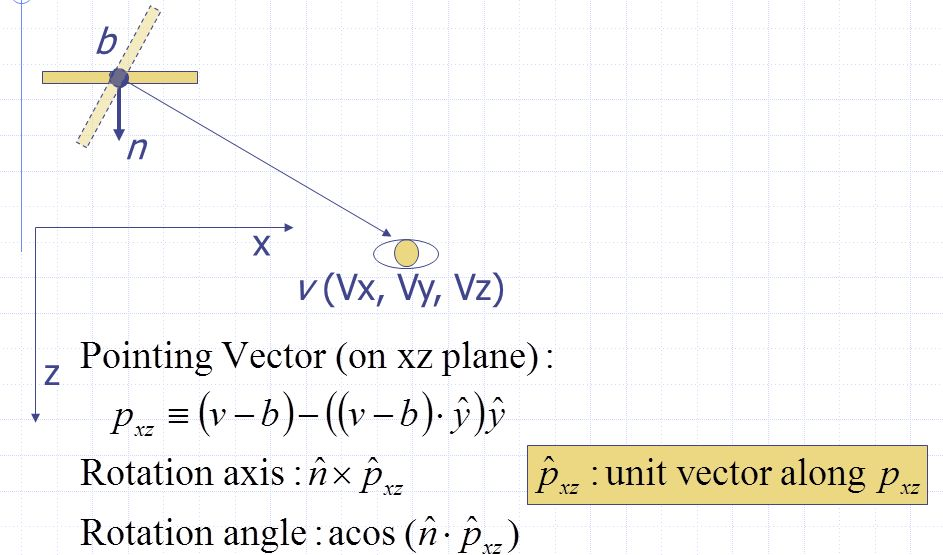 b
n
x
v (Vx, Vy, Vz)
z
Pointing Vector (on xz plane) :
p_xz ≡ (v − b) − ((v − b) · ŷ)ŷ
Rotation axis : n̂ × p̂_xz
p̂_xz : unit vector along p_xz
Rotation angle : acos (n̂ · p̂_xz)